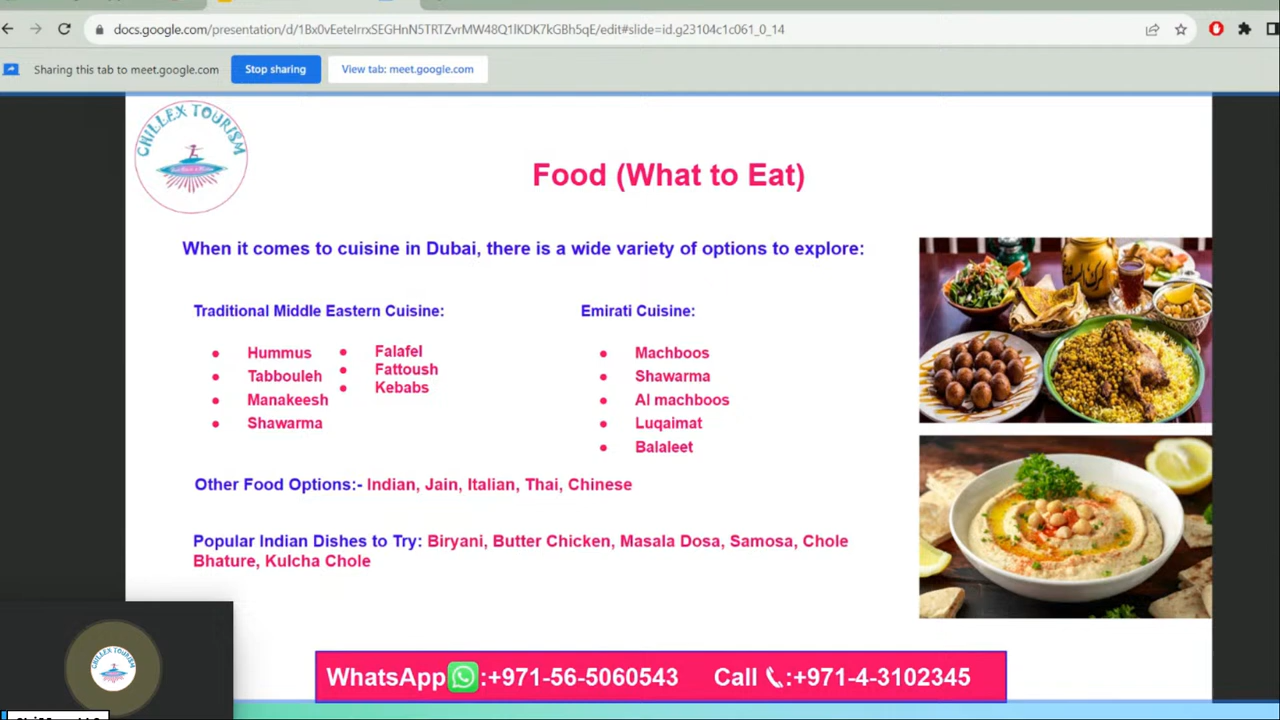 docs.google.com/presentation/d/1Bx0vEeteIrrxSEGHnN5TRTZvrMW48Q1IKDK7kGBh5qE/edit#slide=id.g23104c1c061_0_14
Sharing this tab to meet.google.com
Stop sharing
View tab: meet.google.com
CHILLEX TOURISM
Food (What to Eat)
When it comes to cuisine in Dubai, there is a wide variety of options to explore:
Traditional Middle Eastern Cuisine:
• Hummus
• Tabbouleh
• Manakeesh
• Shawarma
• Falafel
• Fattoush
• Kebabs
Emirati Cuisine:
• Machboos
• Shawarma
• Al machboos
• Luqaimat
• Balaleet
Other Food Options:- Indian, Jain, Italian, Thai, Chinese
Popular Indian Dishes to Try: Biryani, Butter Chicken, Masala Dosa, Samosa, Chole
Bhature, Kulcha Chole
WhatsApp :+971-56-5060543 Call :+971-4-3102345
CHILLEX TOURISM